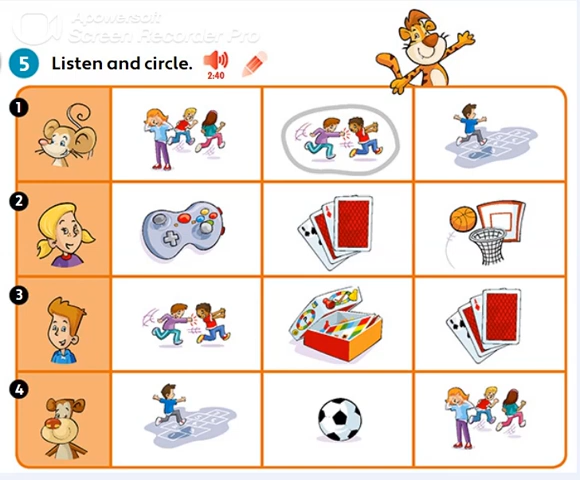 Apowersoft
Screen Recorder Pro
5 Listen and circle.
2:40
1
2
3
4